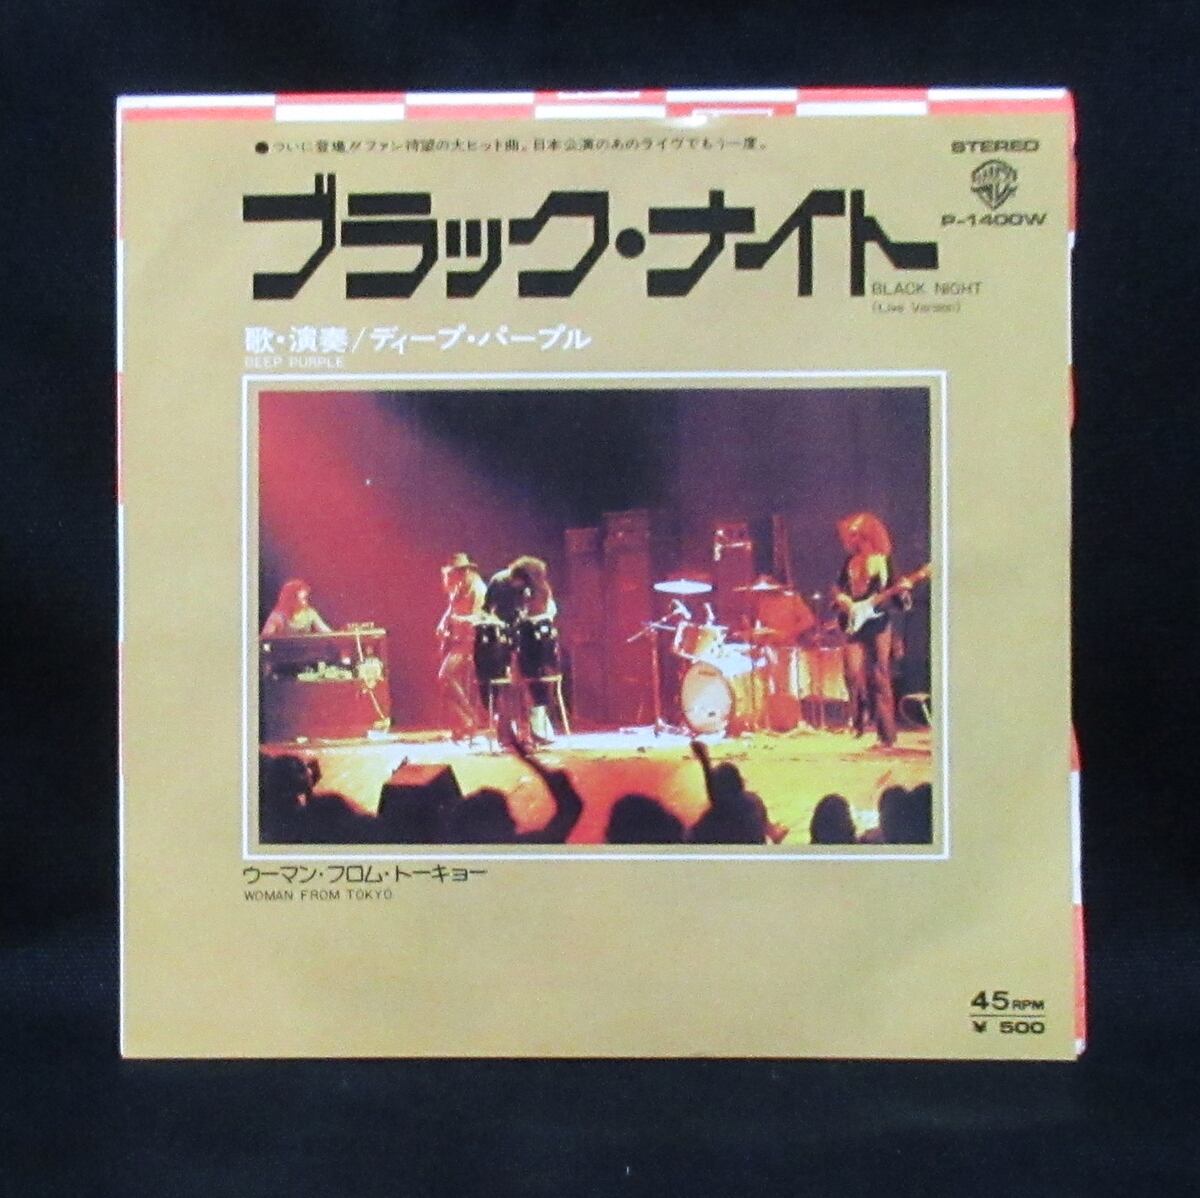 ●ついに登場!!ファン待望の大ヒット曲。日本公演のあのライヴでもう一度。
STEREO
P-1400W
ブラック・ナイト
BLACK NIGHT
(Live Version)
歌・演奏/ディープ・パープル
DEEP PURPLE
ウーマン・フロム・トーキョー
WOMAN FROM TOKYO
45RPM
¥ 500